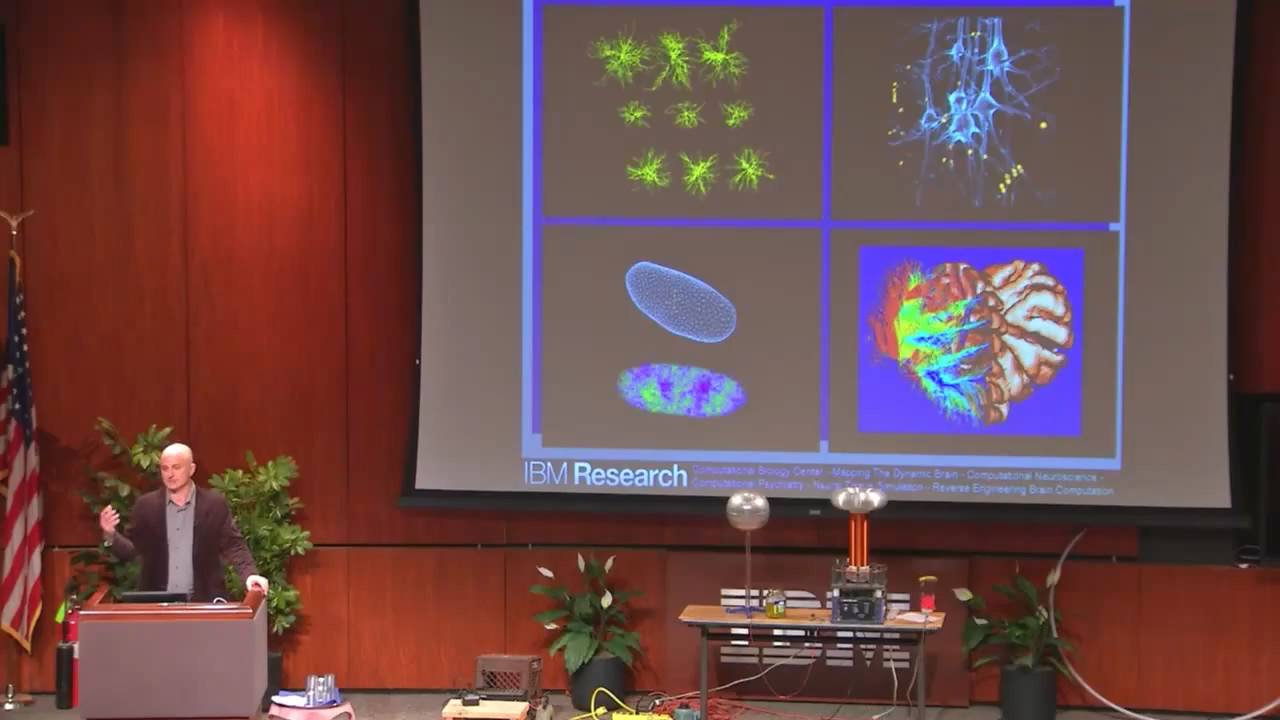 IBM Research
Computational Biology Center - Mapping The Dynamic Brain - Computational Neuroscience -
Computational Psychiatry - Neural Tissue Simulation - Reverse Engineering Brain Computation
IBM